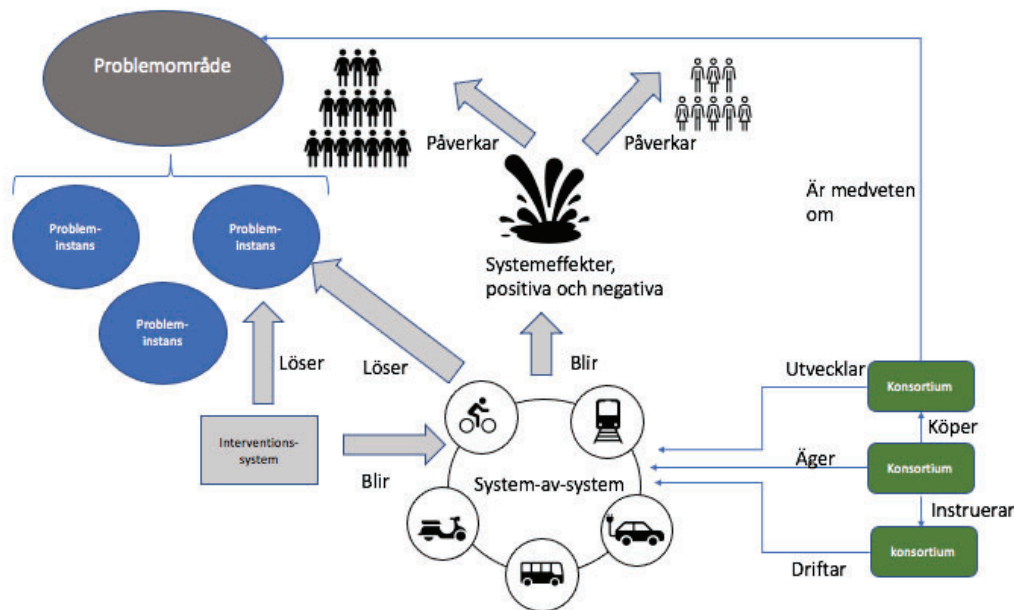 Problemområde
Påverkar
Påverkar
Är medveten
om
Problem-
instans
Problem-
instans
Problem-
instans
Systemeffekter,
positiva och negativa
Löser
Löser
Blir
Utvecklar
Konsortium
Köper
Interventions-
system
Blir
System-av-system
Äger
Konsortium
Instruerar
Driftar
konsortium